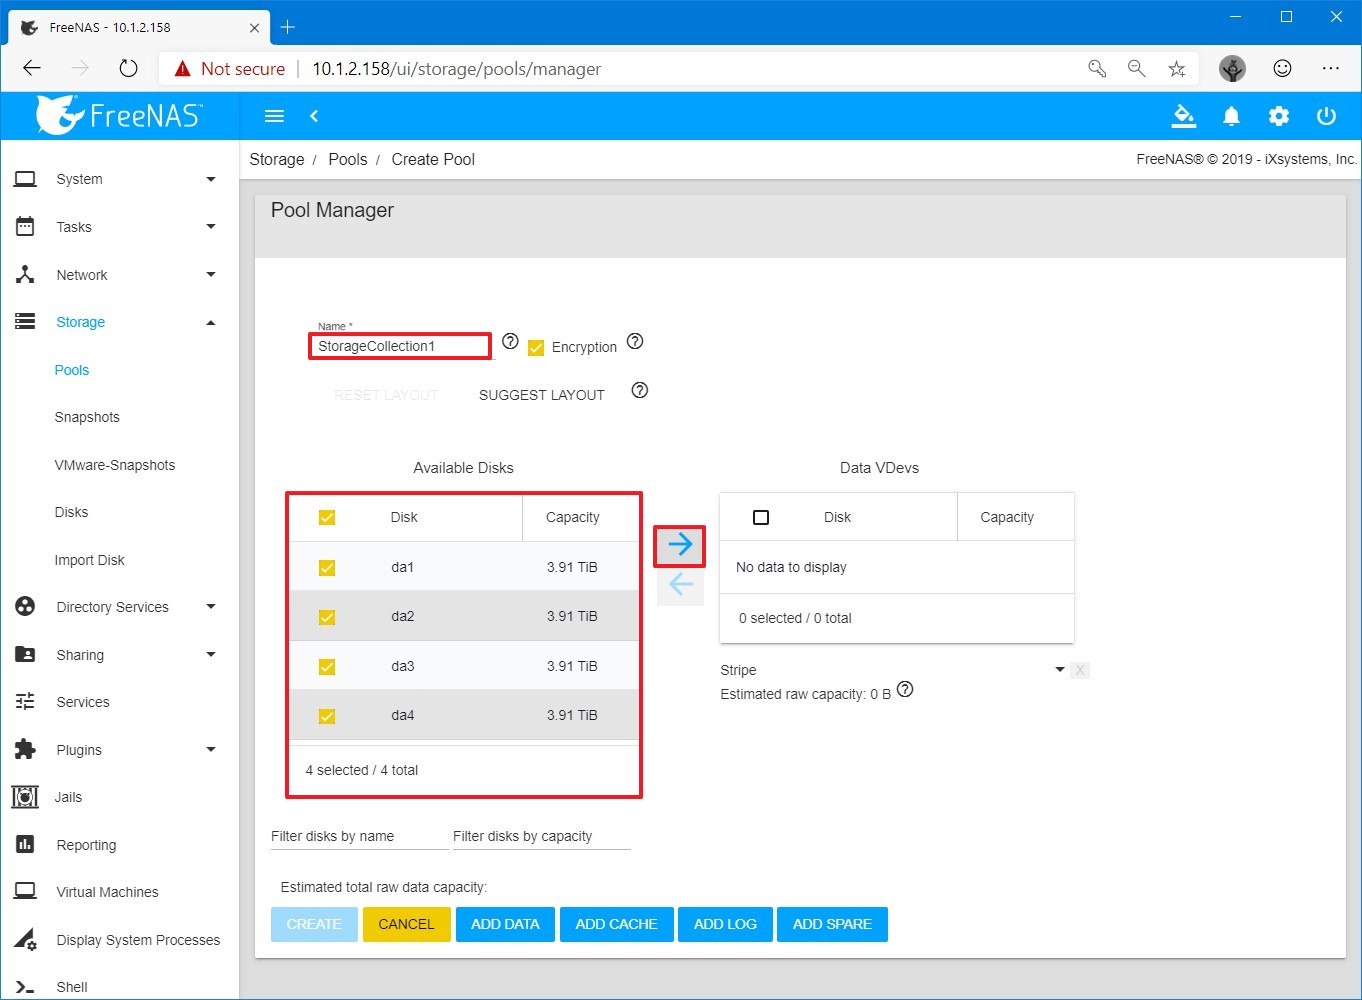 FreeNAS - 10.1.2.158
Not secure | 10.1.2.158/ui/storage/pools/manager
FreeNAS™
Storage / Pools / Create Pool
FreeNAS® © 2019 - iXsystems, Inc.
System
Tasks
Network
Storage
Pools
Snapshots
VMware-Snapshots
Disks
Import Disk
Directory Services
Sharing
Services
Plugins
Jails
Reporting
Virtual Machines
Display System Processes
Shell
Pool Manager
Name *
StorageCollection1
Encryption
RESET LAYOUT
SUGGEST LAYOUT
Available Disks
Disk Capacity
da1 3.91 TiB
da2 3.91 TiB
da3 3.91 TiB
da4 3.91 TiB
4 selected / 4 total
Data VDevs
Disk Capacity
No data to display
0 selected / 0 total
Stripe
X
Estimated raw capacity: 0 B
Filter disks by name
Filter disks by capacity
Estimated total raw data capacity:
CREATE
CANCEL
ADD DATA
ADD CACHE
ADD LOG
ADD SPARE